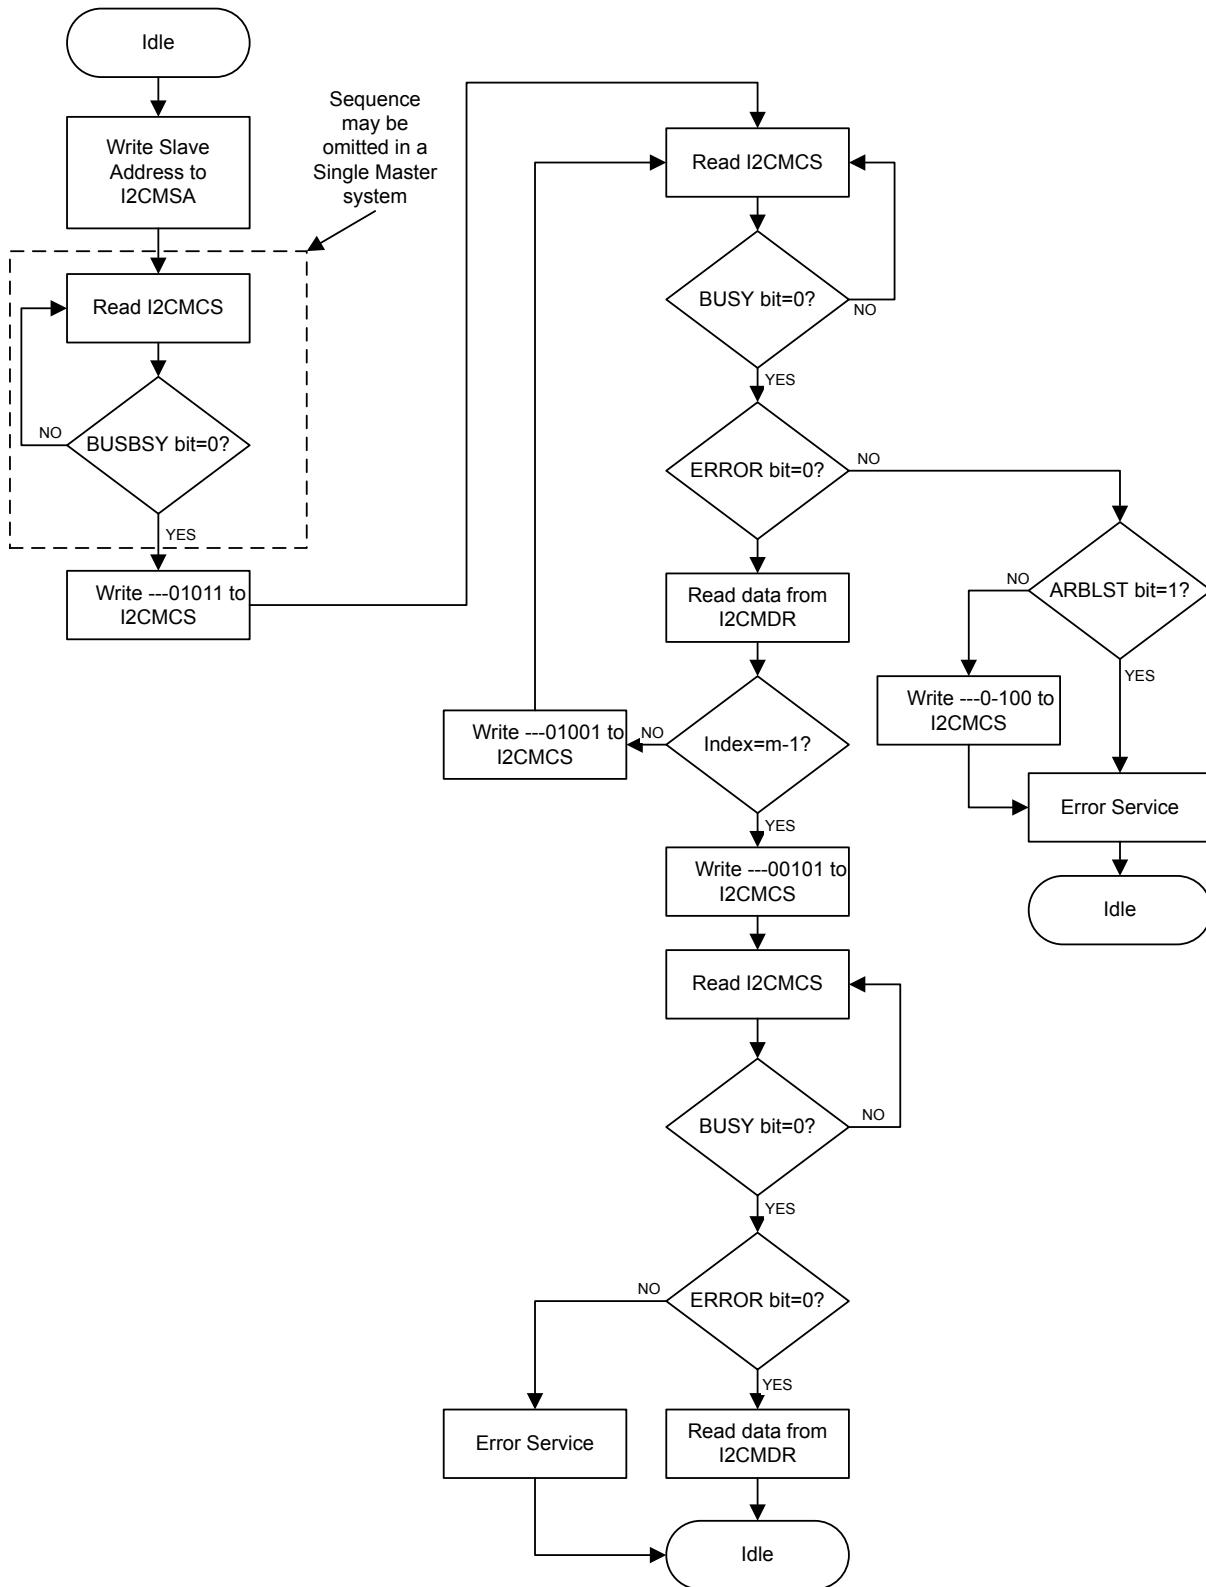 Idle
Write Slave
Address to
I2CMSA
Sequence
may be
omitted in a
Single Master
system
Read I2CMCS
BUSBSY bit=0?
NO
YES
Write ---01011 to
I2CMCS
Read I2CMCS
BUSY bit=0?
NO
YES
ERROR bit=0?
NO
Read data from
I2CMDR
ARBLST bit=1?
NO
YES
Write ---0-100 to
I2CMCS
Error Service
Idle
Index=m-1?
NO
Write ---01001 to
I2CMCS
YES
Write ---00101 to
I2CMCS
Read I2CMCS
BUSY bit=0?
NO
YES
ERROR bit=0?
NO
YES
Error Service
Read data from
I2CMDR
Idle